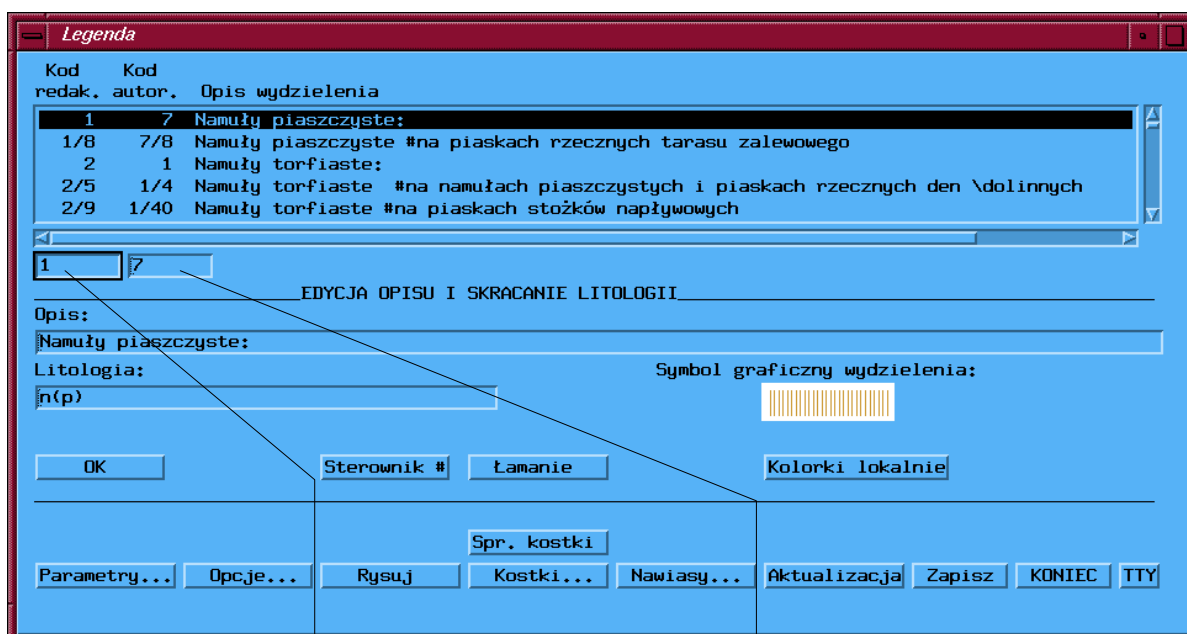 Legenda
Kod Kod
redak. autor. Opis wydzielenia
1 7 Namuły piaszczyste:
1/8 7/8 Namuły piaszczyste #na piaskach rzecznych tarasu zalewowego
2 1 Namuły torfiaste:
2/5 1/4 Namuły torfiaste #na namułach piaszczystych i piaskach rzecznych den \dolinnych
2/9 1/40 Namuły torfiaste #na piaskach stożków napływowych
1 7
EDYCJA OPISU I SKRACANIE LITOLOGII
Opis:
Namuły piaszczyste:
Litologia: Symbol graficzny wydzielenia:
n(p)
OK Sterownik # Łamanie Kolorki lokalnie
Spr. kostki
Parametry... Opcje... Rysuj Kostki... Nawiasy... Aktualizacja Zapisz KONIEC TTY